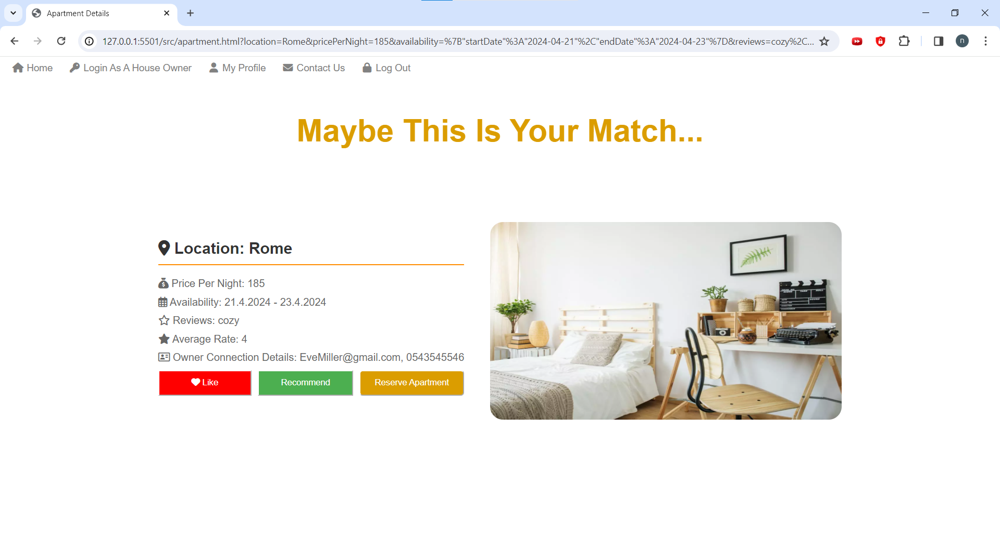 Apartment Details
127.0.0.1:5501/src/apartment.html?location=Rome&pricePerNight=185&availability=%7B"startDate"%3A"2024-04-21"%2C"endDate"%3A"2024-04-23"%7D&reviews=cozy%2C...
n
Home Login As A House Owner My Profile Contact Us Log Out
Maybe This Is Your Match...
Location: Rome
Price Per Night: 185
Availability: 21.4.2024 - 23.4.2024
Reviews: cozy
Average Rate: 4
Owner Connection Details: EveMiller@gmail.com, 0543545546
Like Recommend Reserve Apartment